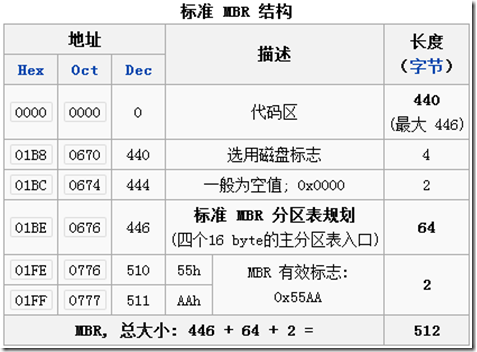 标准 MBR 结构
地址 描述 长度
(字节)
Hex Oct Dec
0000 0000 0 代码区 440
(最大 446)
01B8 0670 440 选用磁盘标志 4
01BC 0674 444 一般为空值; 0x0000 2
01BE 0676 446 标准 MBR 分区表规划
(四个16 byte的主分区表入口) 64
01FE 0776 510 55h MBR 有效标志:
0x55AA 2
01FF 0777 511 AAh
MBR, 总大小: 446 + 64 + 2 = 512